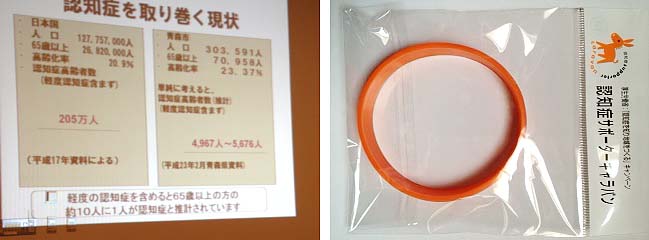 認知症を取り巻く現状
・日本国
・人 口 127,757,000人
・65歳以上 26,820,000人
・高齢化率 20.9%
認知症高齢者数
(軽度認知症含まず)
205万人
(平成17年資料による)
・青森市
・人 口 303,591人
・65歳以上 70,958人
・高齢化率 23.37%
単純に考えると、
認知症高齢者数(推計)
(軽度認知症含まず)
4,967人～5,676人
(平成23年2月青森県資料)
軽度の認知症を含めると65歳以上の方の
約10人に1人が認知症と推計されています
supporter
caravan
認知症サポーターキャラバン